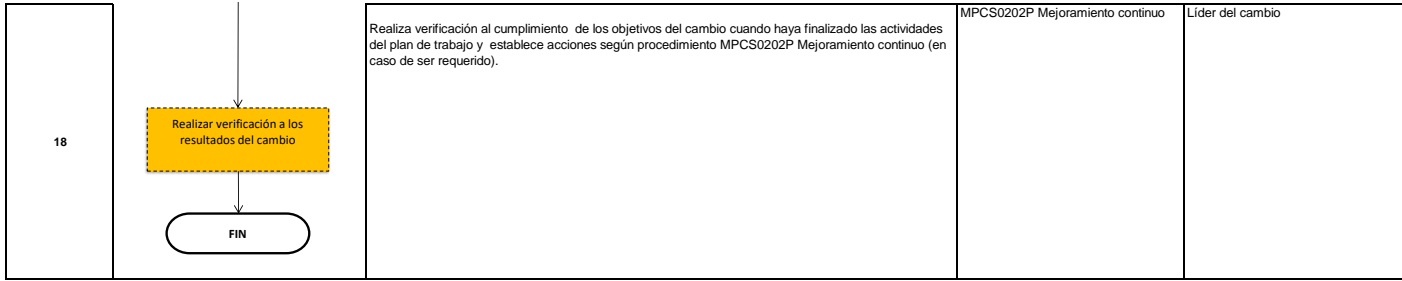 18
Realizar verificación a los
resultados del cambio
FIN
Realiza verificación al cumplimiento  de los objetivos del cambio cuando haya finalizado las actividades
del plan de trabajo y  establece acciones según procedimiento MPCS0202P Mejoramiento continuo (en
caso de ser requerido).
MPCS0202P Mejoramiento continuo
Líder del cambio